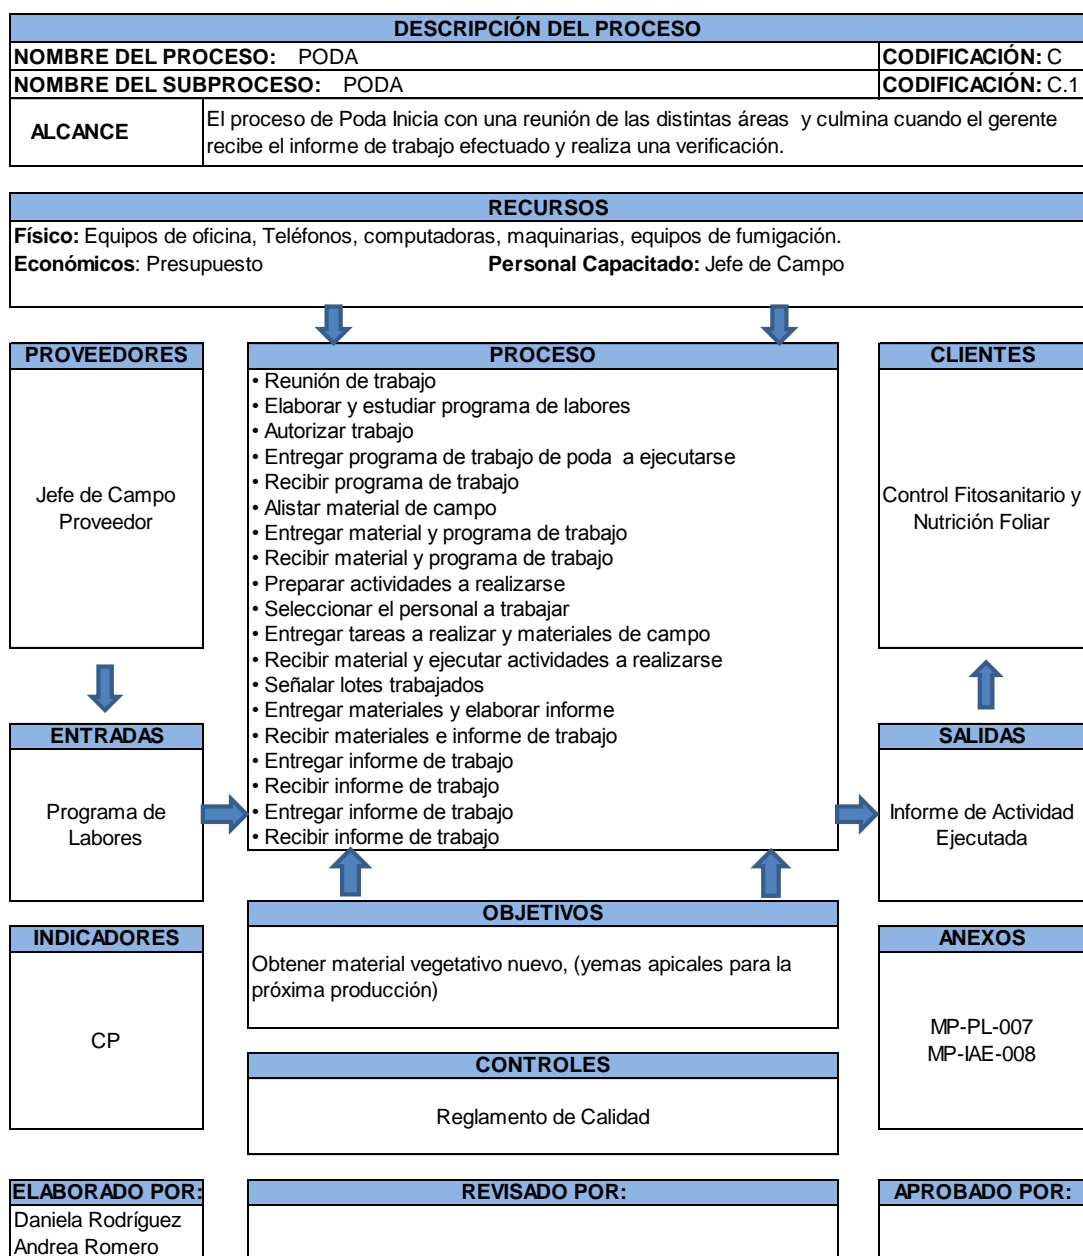 DESCRIPCIÓN DEL PROCESO
NOMBRE DEL PROCESO: PODA CODIFICACIÓN: C
NOMBRE DEL SUBPROCESO: PODA CODIFICACIÓN: C.1
ALCANCE
El proceso de Poda Inicia con una reunión de las distintas áreas y culmina cuando el gerente
recibe el informe de trabajo efectuado y realiza una verificación.
RECURSOS
Físico: Equipos de oficina, Teléfonos, computadoras, maquinarias, equipos de fumigación.
Económicos: Presupuesto Personal Capacitado: Jefe de Campo
PROVEEDORES
Jefe de Campo
Proveedor
ENTRADAS
Programa de
Labores
PROCESO
• Reunión de trabajo
• Elaborar y estudiar programa de labores
• Autorizar trabajo
• Entregar programa de trabajo de poda a ejecutarse
• Recibir programa de trabajo
• Alistar material de campo
• Entregar material y programa de trabajo
• Recibir material y programa de trabajo
• Preparar actividades a realizarse
• Seleccionar el personal a trabajar
• Entregar tareas a realizar y materiales de campo
• Recibir material y ejecutar actividades a realizarse
• Señalar lotes trabajados
• Entregar materiales y elaborar informe
• Recibir materiales e informe de trabajo
• Entregar informe de trabajo
• Recibir informe de trabajo
• Entregar informe de trabajo
• Recibir informe de trabajo
CLIENTES
Control Fitosanitario y
Nutrición Foliar
SALIDAS
Informe de Actividad
Ejecutada
INDICADORES
CP
OBJETIVOS
Obtener material vegetativo nuevo, (yemas apicales para la
próxima producción)
CONTROLES
Reglamento de Calidad
ANEXOS
MP-PL-007
MP-IAE-008
ELABORADO POR:
Daniela Rodríguez
Andrea Romero
REVISADO POR:
APROBADO POR: